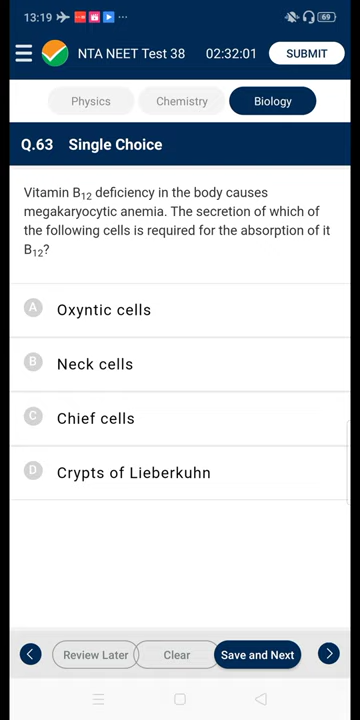 13:19 ... 69
NTA NEET Test 38 02:32:01 SUBMIT
Physics Chemistry Biology
Q.63 Single Choice
Vitamin B₁₂ deficiency in the body causes
megakaryocytic anemia. The secretion of which of
the following cells is required for the absorption of it
B₁₂?
A Oxyntic cells
B Neck cells
C Chief cells
D Crypts of Lieberkuhn
Review Later Clear Save and Next